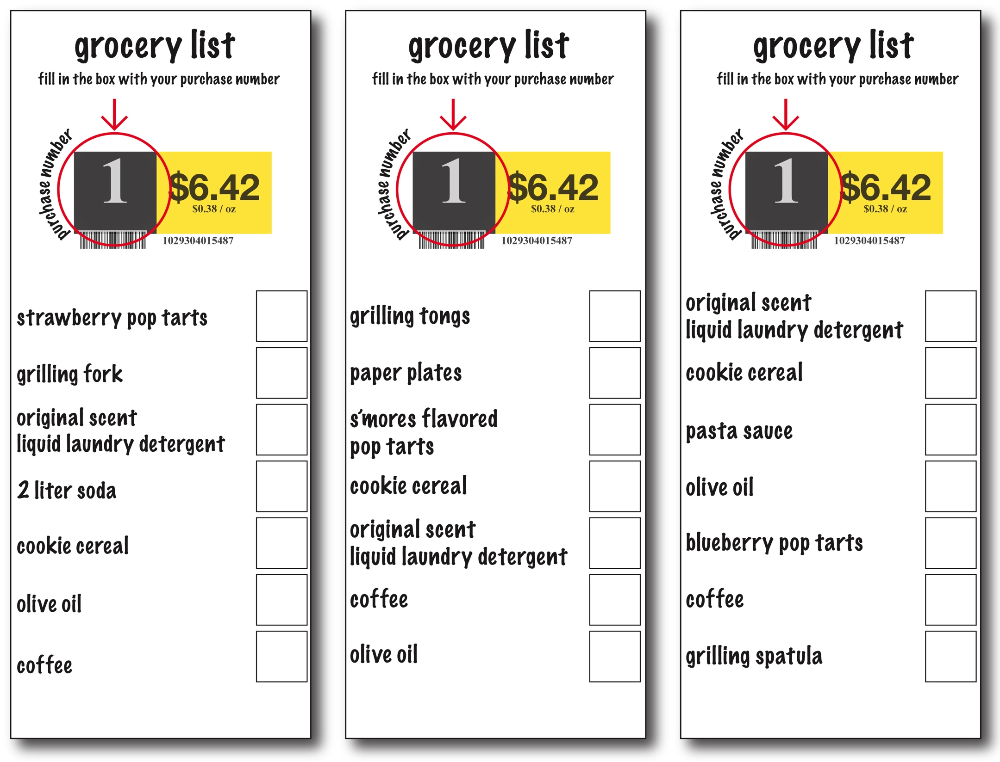 grocery list
fill in the box with your purchase number
purchase number
1
$6.42
$0.38 / oz
1029304015487
strawberry pop tarts
grilling fork
original scent
liquid laundry detergent
2 liter soda
cookie cereal
olive oil
coffee
grocery list
fill in the box with your purchase number
purchase number
1
$6.42
$0.38 / oz
1029304015487
grilling tongs
paper plates
s'mores flavored
pop tarts
cookie cereal
original scent
liquid laundry detergent
coffee
olive oil
grocery list
fill in the box with your purchase number
purchase number
1
$6.42
$0.38 / oz
1029304015487
original scent
liquid laundry detergent
cookie cereal
pasta sauce
olive oil
blueberry pop tarts
coffee
grilling spatula